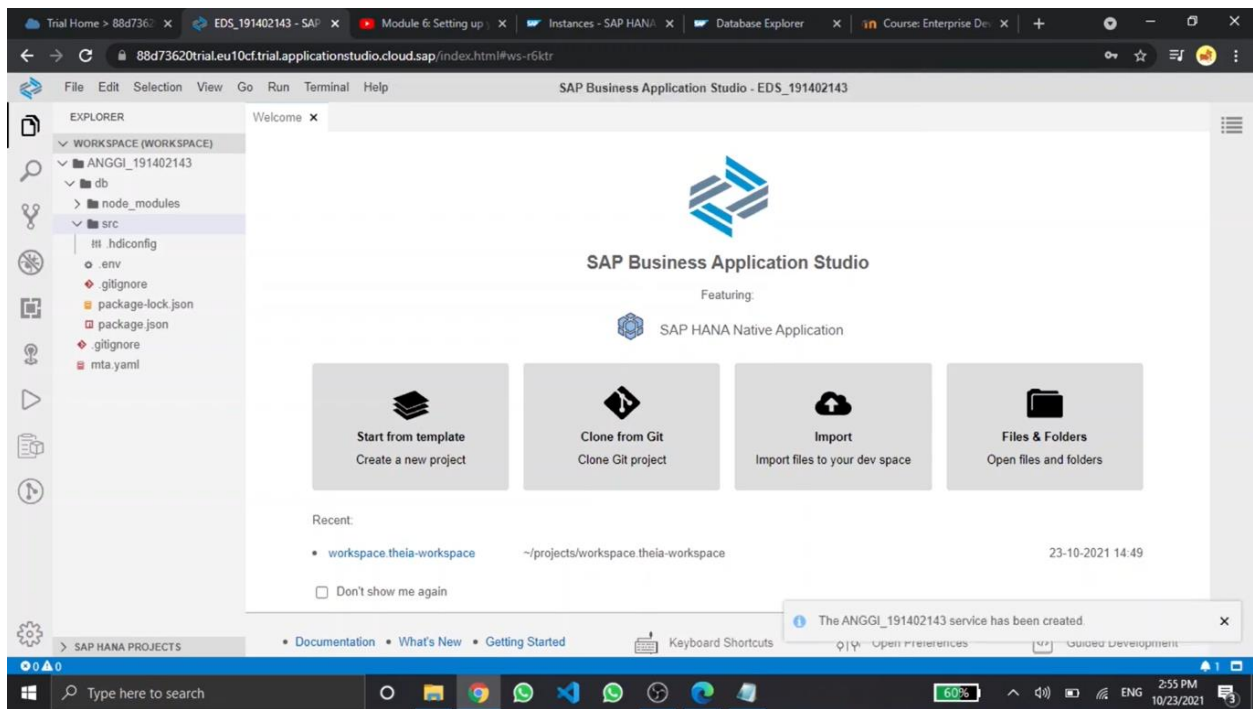 Trial Home > 88d7362
EDS_191402143 - SAP
Module 6: Setting up
Instances - SAP HANA
Database Explorer
Course: Enterprise De
88d73620trial.eu10cf.trial.applicationstudio.cloud.sap/index.html#ws-r6ktr
File Edit Selection View Go Run Terminal Help
SAP Business Application Studio - EDS_191402143
EXPLORER
Welcome
WORKSPACE (WORKSPACE)
ANGGI_191402143
db
node_modules
src
.hdiconfig
.env
.gitignore
package-lock.json
package.json
.gitignore
mta.yaml
SAP HANA PROJECTS
SAP Business Application Studio
Featuring:
SAP HANA Native Application
Start from template
Create a new project
Clone from Git
Clone Git project
Import
Import files to your dev space
Files & Folders
Open files and folders
Recent:
workspace.theia-workspace ~/projects/workspace.theia-workspace 23-10-2021 14:49
Don't show me again
The ANGGI_191402143 service has been created.
Documentation What's New Getting Started
Keyboard Shortcuts
Open Preferences
Guided Development
0 0
1
Type here to search
60%
ENG
2:55 PM
10/23/2021
3